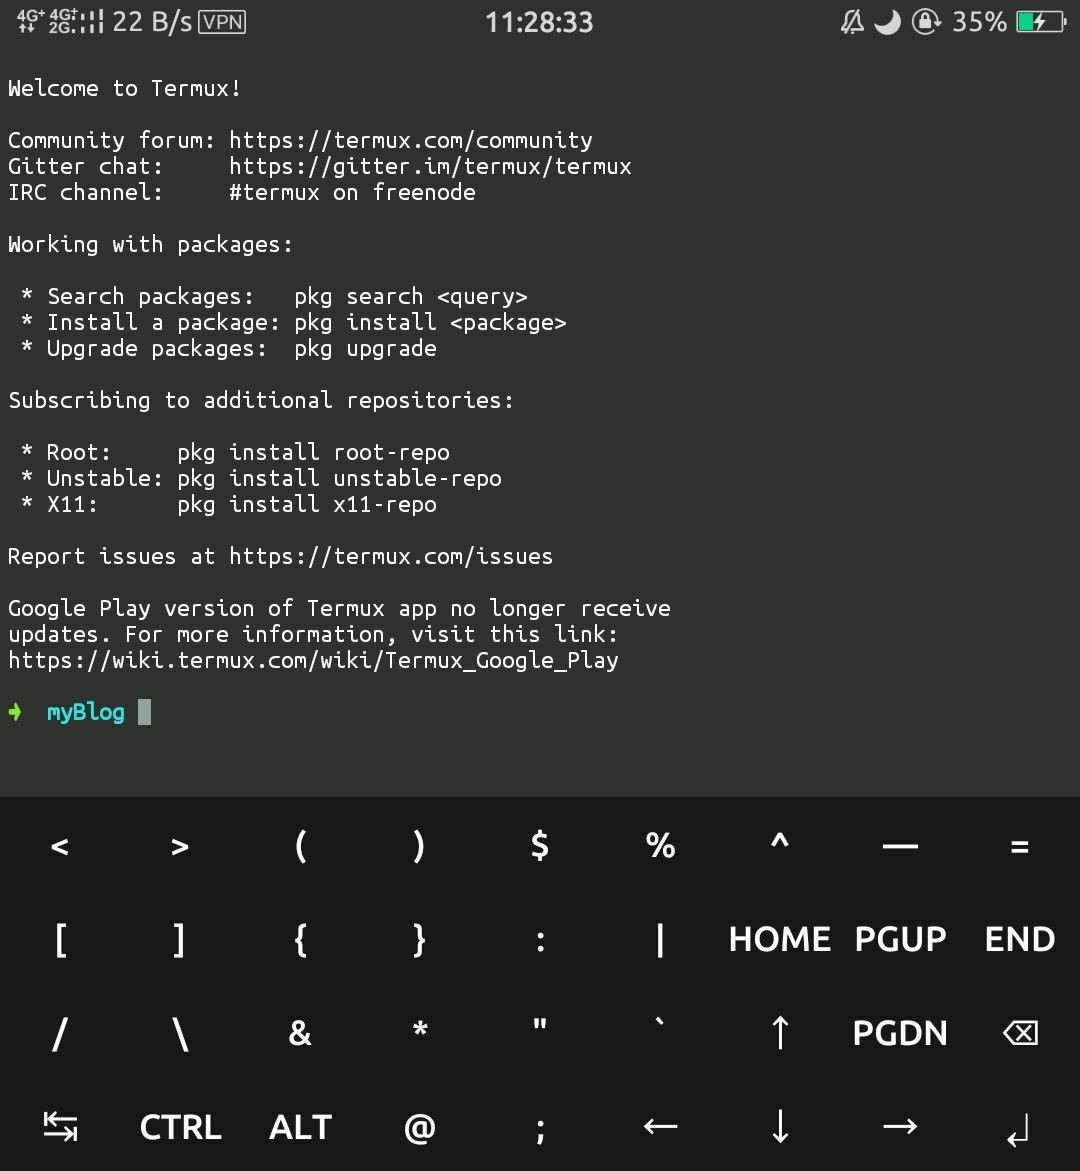 4G+ 4G+ 2G 22 B/s VPN 11:28:33 35%
Welcome to Termux!
Community forum: https://termux.com/community
Gitter chat:     https://gitter.im/termux/termux
IRC channel:     #termux on freenode
Working with packages:
 * Search packages:   pkg search <query>
 * Install a package: pkg install <package>
 * Upgrade packages:  pkg upgrade
Subscribing to additional repositories:
 * Root:     pkg install root-repo
 * Unstable: pkg install unstable-repo
 * X11:      pkg install x11-repo
Report issues at https://termux.com/issues
Google Play version of Termux app no longer receive
updates. For more information, visit this link:
https://wiki.termux.com/wiki/Termux_Google_Play
➜  myBlog
< > ( ) $ % ^ — =
[ ] { } : | HOME PGUP END
/ \ & * " ` ↑ PGDN ⌫
↹ CTRL ALT @ ; ← ↓ → ↲